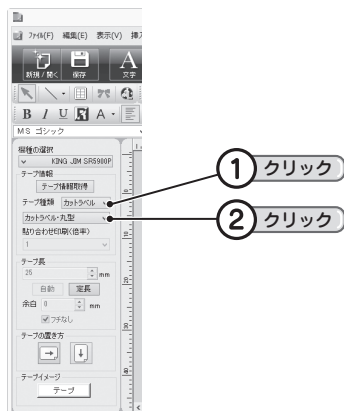 ファイル(F) 編集(E) 表示(V) 挿入
新規 / 開く 保存 文字
B I U A
MS ゴシック
機種の選択
KING JIM SR5900P
テープ情報
テープ情報取得
テープ種類 カットラベル
カットラベル・丸型
貼り合わせ印刷(倍率)
1
テープ長
25 mm
自動 定長
余白 0 mm
フチなし
テープの置き方
テープイメージ
テープ
1 クリック
2 クリック